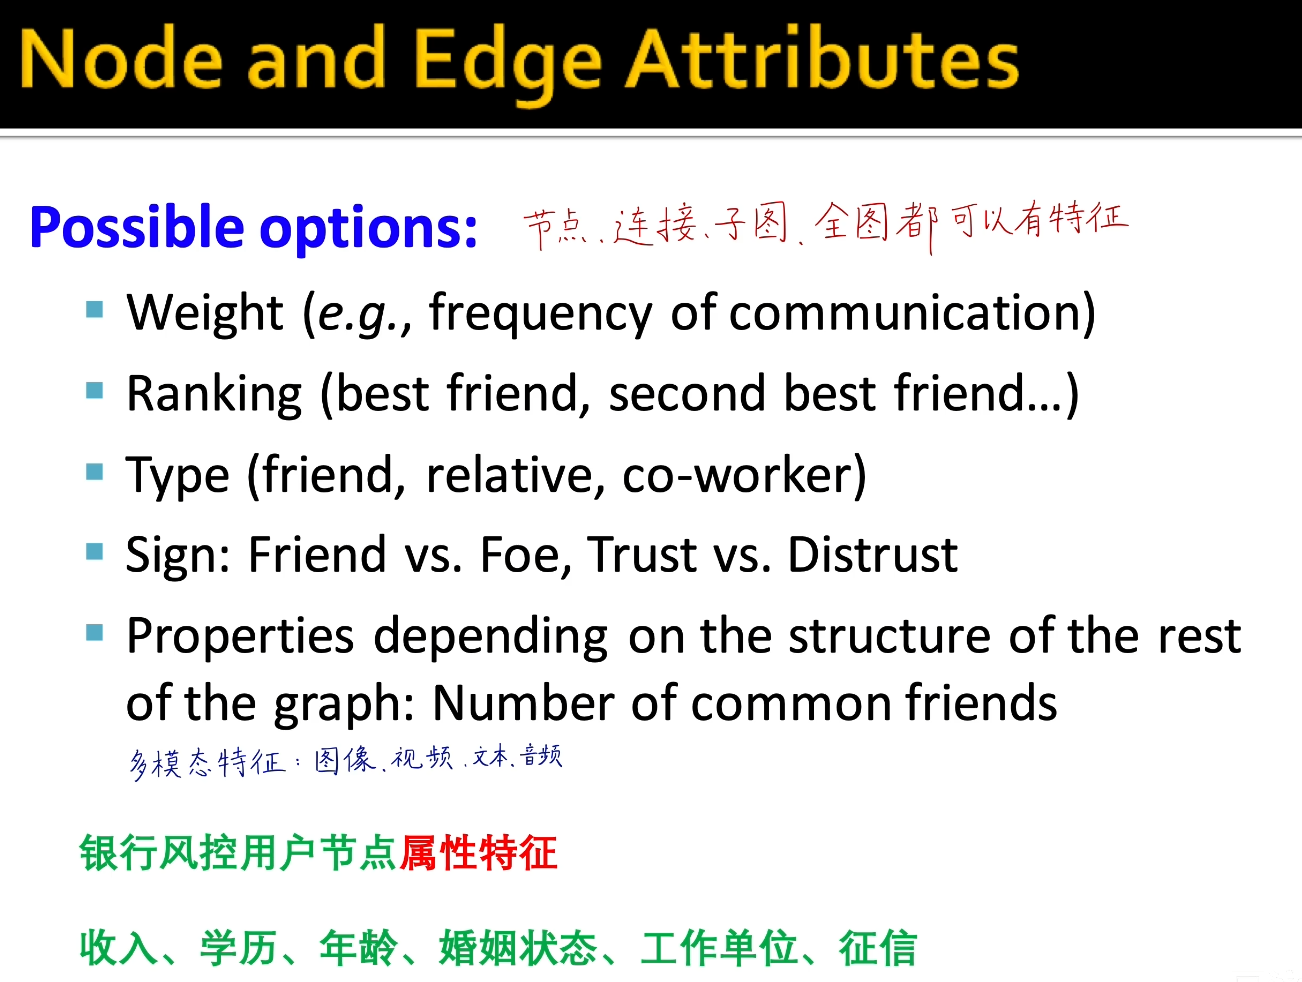 Node and Edge Attributes
Possible options: 节点、连接、子图、全图都可以有特征
Weight (e.g., frequency of communication)
Ranking (best friend, second best friend…)
Type (friend, relative, co-worker)
Sign: Friend vs. Foe, Trust vs. Distrust
Properties depending on the structure of the rest
of the graph: Number of common friends
多模态特征：图像、视频、文本、音频
银行风控用户节点属性特征
收入、学历、年龄、婚姻状态、工作单位、征信